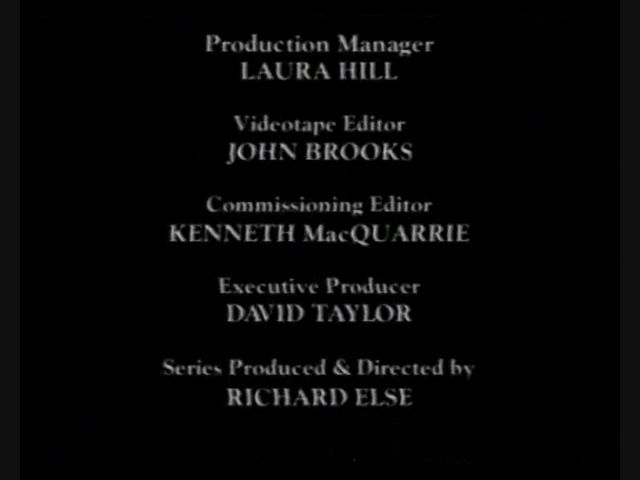 Production Manager
LAURA HILL
Videotape Editor
JOHN BROOKS
Commissioning Editor
KENNETH MacQUARRIE
Executive Producer
DAVID TAYLOR
Series Produced & Directed by
RICHARD ELSE